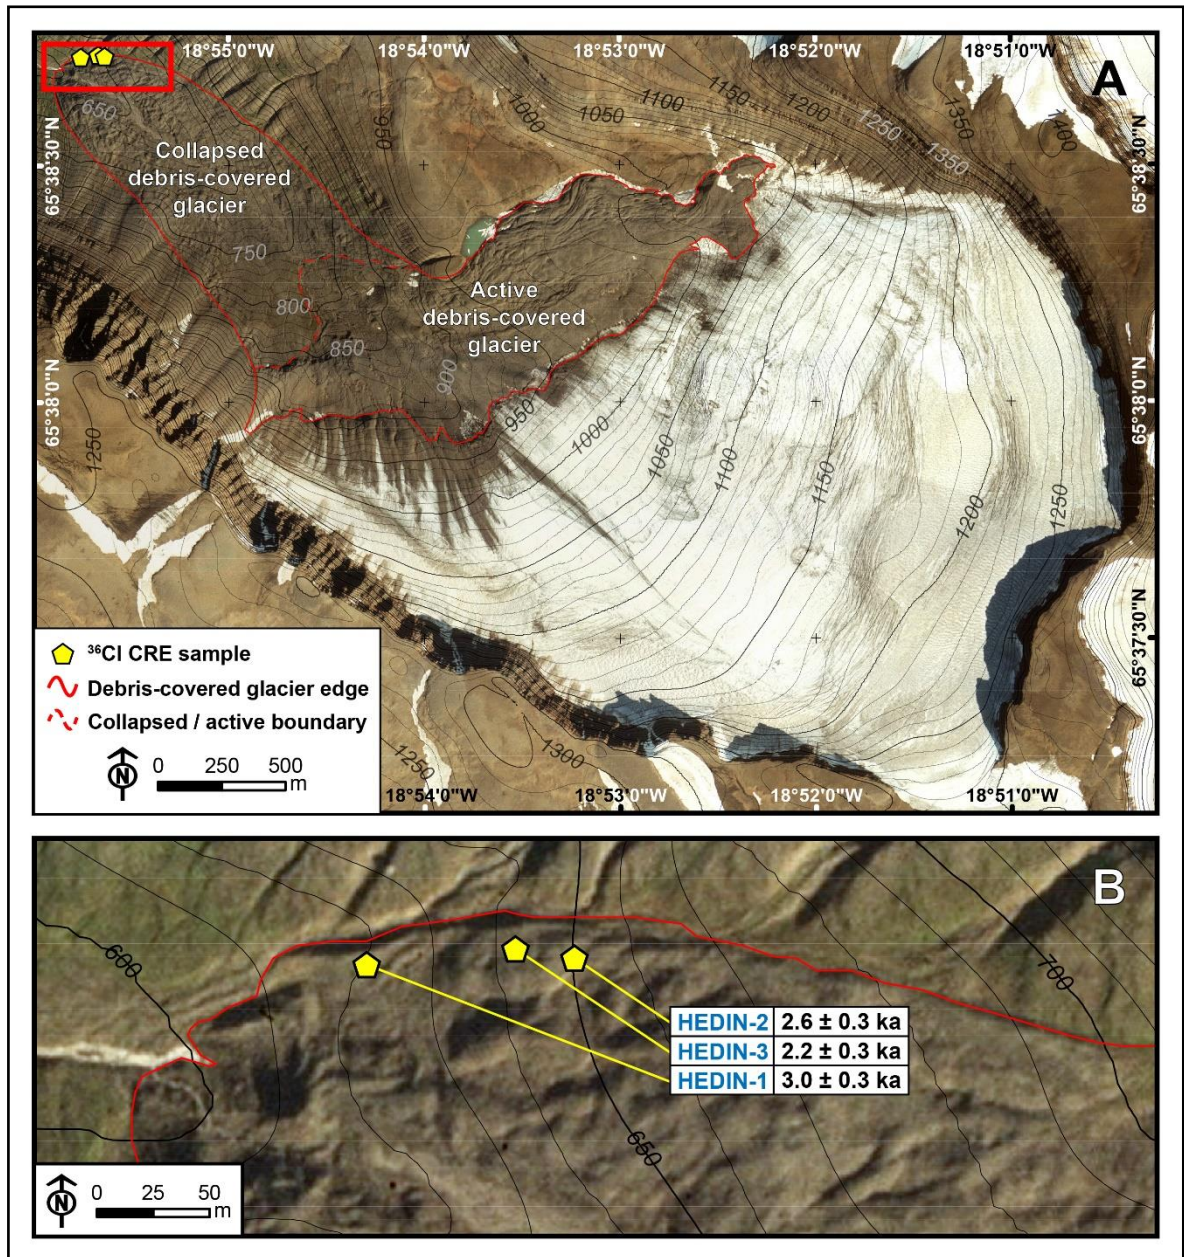 18°55'0"W
18°54'0"W
18°53'0"W
18°52'0"W
18°51'0"W
A
65°38'30"N
65°38'30"N
650
Collapsed
debris-covered
glacier
950
1000
1050
1100
1150
1200
1250
1350
1350
1400
750
800
850
900
950
Active
debris-covered
glacier
65°38'0"N
65°38'0"N
1250
1000
1050
1100
1150
1200
1250
65°37'30"N
³⁶Cl CRE sample
Debris-covered glacier edge
Collapsed / active boundary
N
0 250 500
m
1250
1300
18°54'0"W
18°53'0"W
18°52'0"W
18°51'0"W
B
600
700
HEDIN-2 2.6 ± 0.3 ka
HEDIN-3 2.2 ± 0.3 ka
HEDIN-1 3.0 ± 0.3 ka
650
N
0 25 50
m